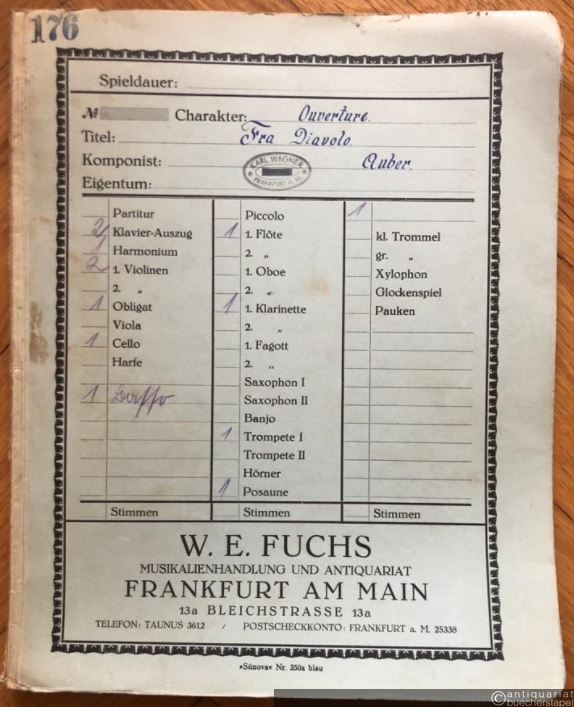 176
Spieldauer:
№ Charakter: Ouverture.
Titel: Fra Diavolo.
Komponist: Auber.
KARL WAGNER
FRANKFURT A. M.
Eigentum:
Partitur
2 Klavier-Auszug
1 Harmonium
2 1. Violinen
2. „
1 Obligat
Viola
1 Cello
Harfe
1 Basso
Stimmen
Piccolo
1 1. Flöte
2. „
1. Oboe
2. „
1 1. Klarinette
2. „
1. Fagott
2. „
Saxophon I
Saxophon II
Banjo
1 Trompete I
Trompete II
Hörner
1 Posaune
Stimmen
1
kl. Trommel
gr. „
Xylophon
Glockenspiel
Pauken
Stimmen
W. E. FUCHS
MUSIKALIENHANDLUNG UND ANTIQUARIAT
FRANKFURT AM MAIN
13a BLEICHSTRASSE 13a
TELEFON: TAUNUS 3612 / POSTSCHECKKONTO: FRANKFURT a. M. 25338
»Sünova« Nr. 350a blau
©antiquariat
buecherstapel